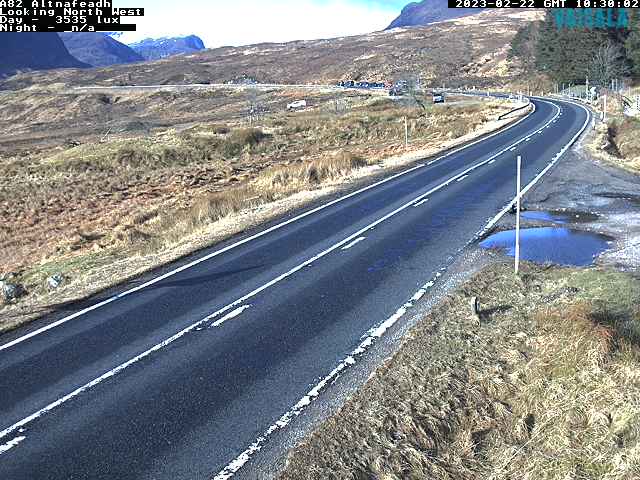 A82 Altnafeadh
Looking North West
Day - 3535 lux
Night - n/a
2023-02-22 GMT 10:30:02
VAISALA